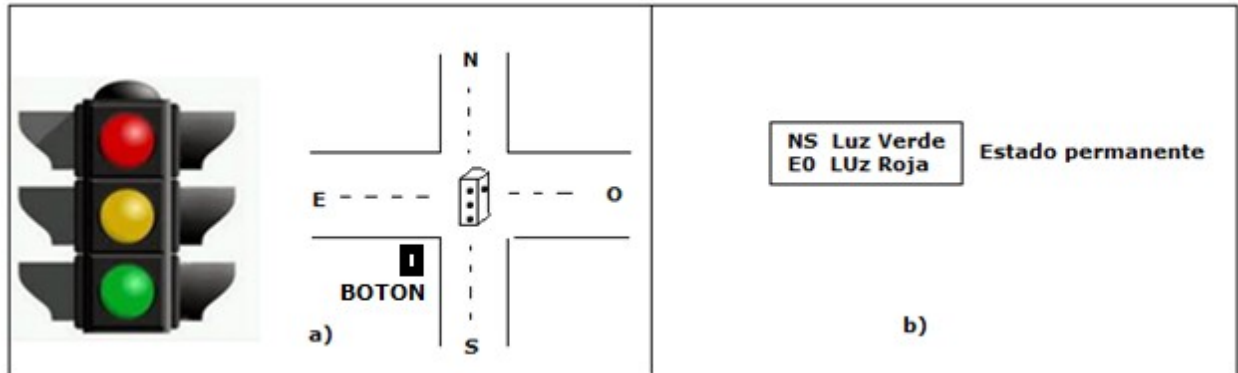 N
E
O
BOTON
a)
S
NS Luz Verde
E0 LUz Roja
Estado permanente
b)